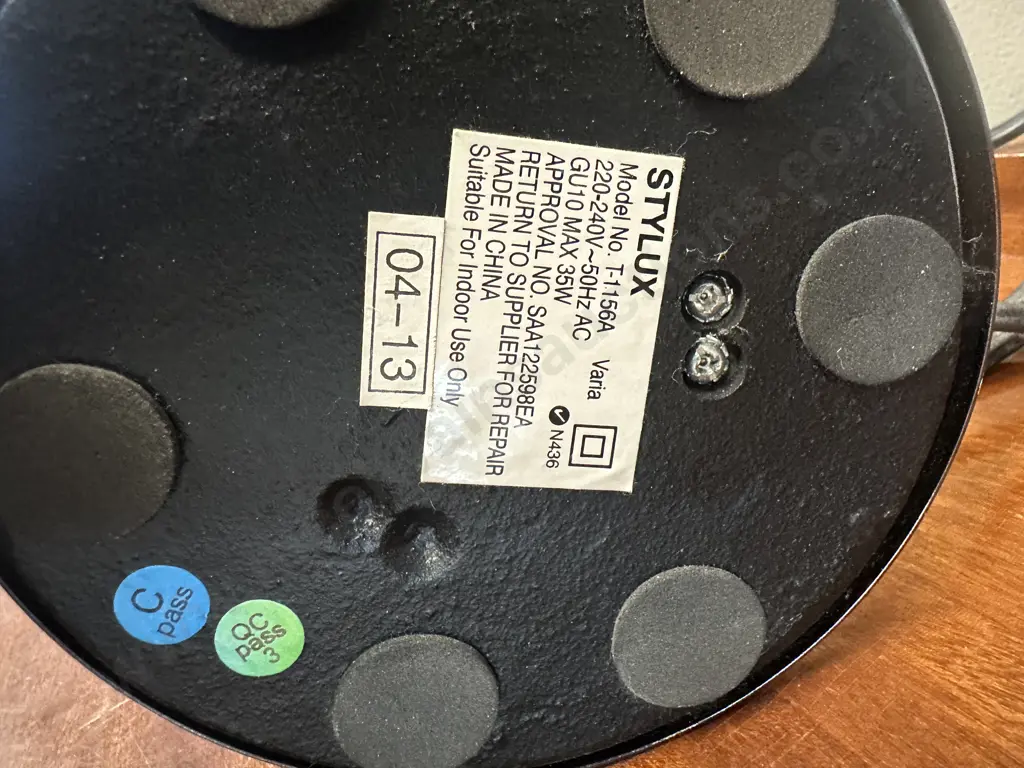 STYLUX
Model No. T-1156A Varia
220-240V~50Hz AC
GU10 MAX 35W
N436
APPROVAL NO. SAA122598EA
RETURN TO SUPPLIER FOR REPAIR
MADE IN CHINA
Suitable For Indoor Use Only
04-13
C
pass
QC
pass
3